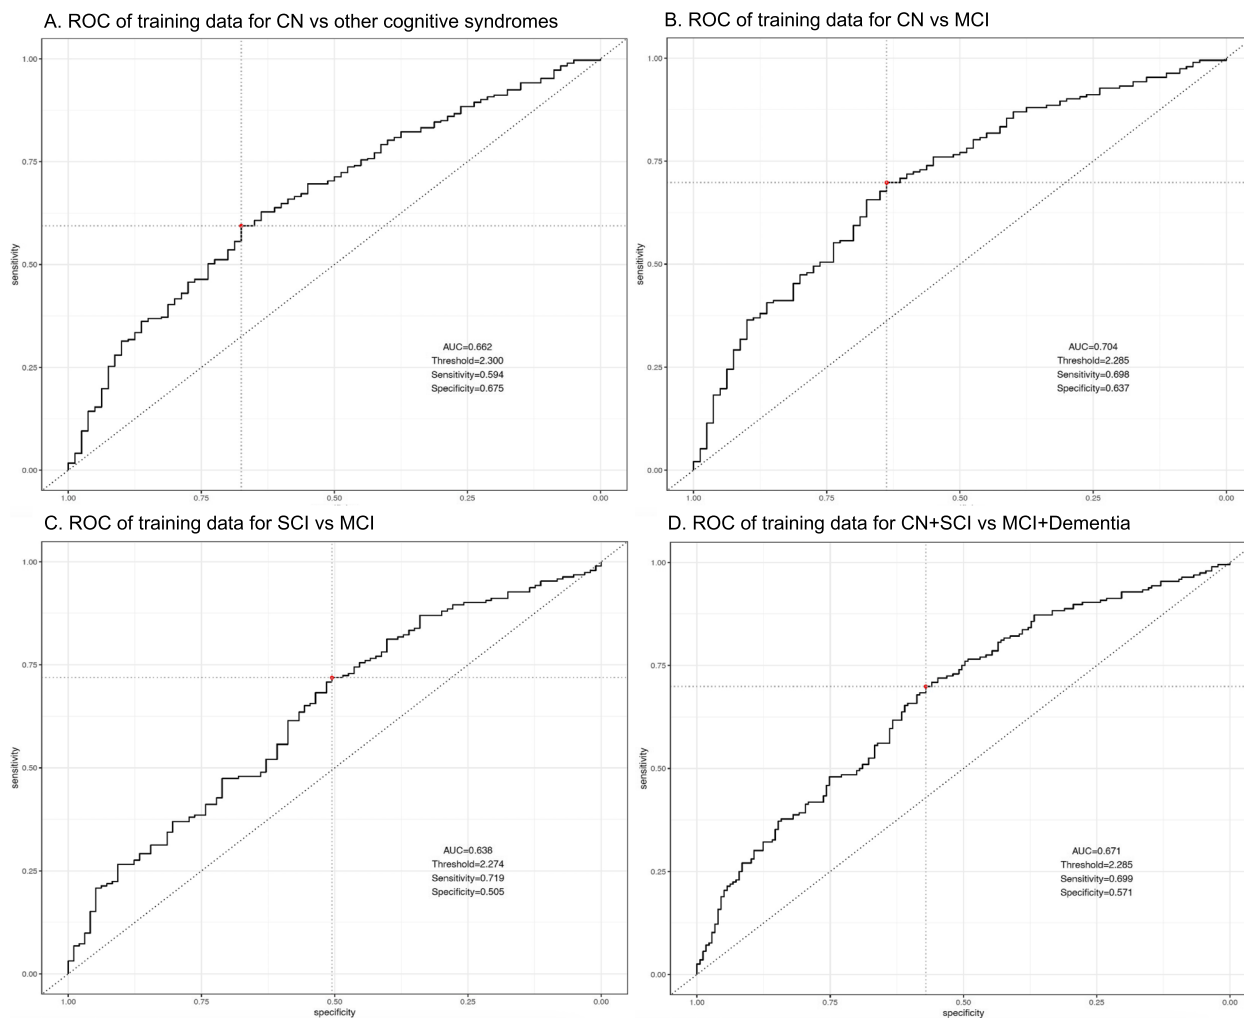 A. ROC of training data for CN vs other cognitive syndromes
1.00
0.75
0.50
0.25
0.00
sensitivity
AUC=0.662
Threshold=2.300
Sensitivity=0.594
Specificity=0.675
1.00
0.75
0.50
0.25
0.00
B. ROC of training data for CN vs MCI
1.00
0.75
0.50
0.25
0.00
sensitivity
AUC=0.704
Threshold=2.285
Sensitivity=0.698
Specificity=0.637
1.00
0.75
0.50
0.25
0.00
C. ROC of training data for SCI vs MCI
1.00
0.75
0.50
0.25
0.00
sensitivity
AUC=0.638
Threshold=2.274
Sensitivity=0.719
Specificity=0.505
1.00
0.75
0.50
0.25
0.00
specificity
D. ROC of training data for CN+SCI vs MCI+Dementia
1.00
0.75
0.50
0.25
0.00
sensitivity
AUC=0.671
Threshold=2.285
Sensitivity=0.699
Specificity=0.571
1.00
0.75
0.50
0.25
0.00
specificity